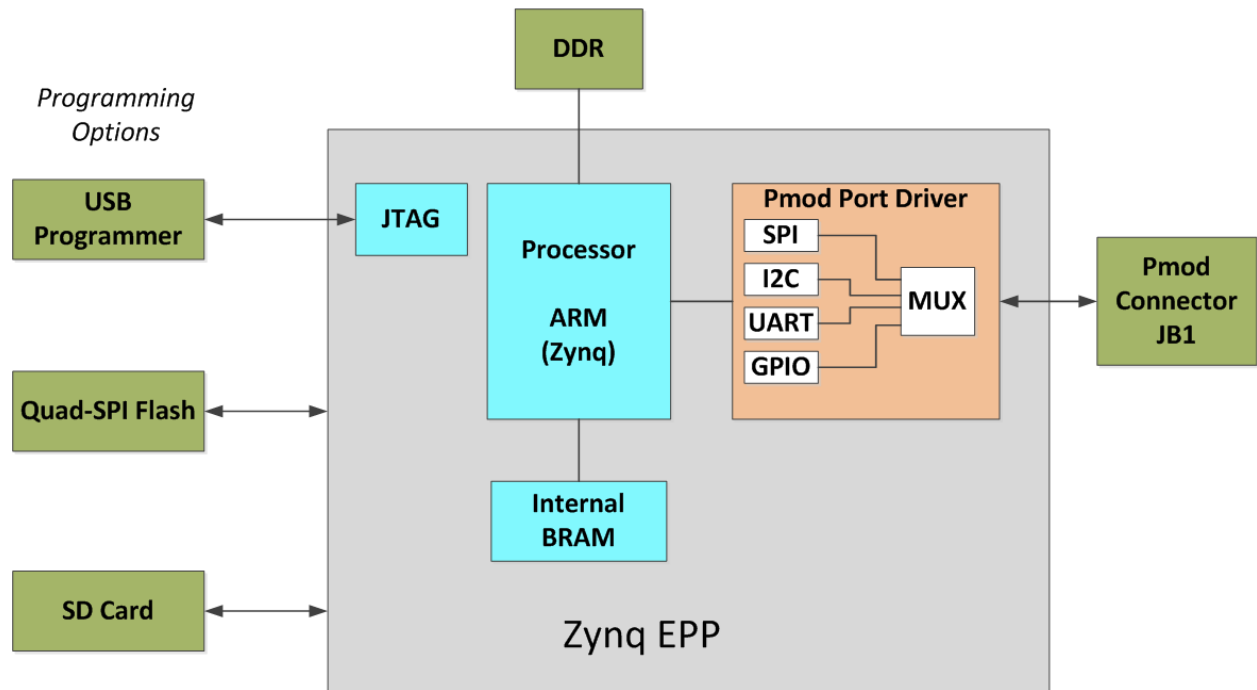 DDR
Programming
Options
USB
Programmer
JTAG
Processor
ARM
(Zynq)
Pmod Port Driver
SPI
I2C
UART
GPIO
MUX
Pmod
Connector
JB1
Quad-SPI Flash
Internal
BRAM
SD Card
Zynq EPP